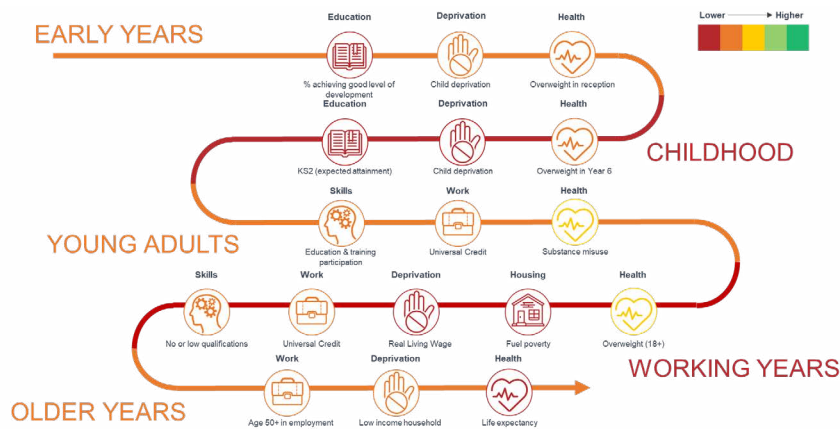 Lower Higher
EARLY YEARS
Education Deprivation Health
% achieving good level of
development
Child deprivation
Overweight in reception
Education Deprivation Health
KS2 (expected attainment) Child deprivation Overweight in Year 6
CHILDHOOD
Skills Work Health
YOUNG ADULTS
Education & training
participation
Universal Credit
Substance misuse
Skills Work Deprivation Housing Health
No or low qualifications Universal Credit Real Living Wage Fuel poverty Overweight (18+)
WORKING YEARS
Work Deprivation Health
OLDER YEARS
Age 50+ in employment Low income household Life expectancy